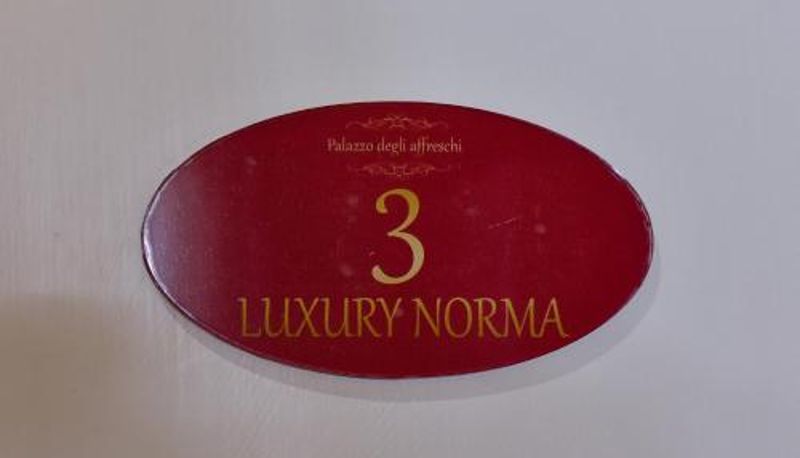 Palazzo degli affreschi
3
LUXURY NORMA